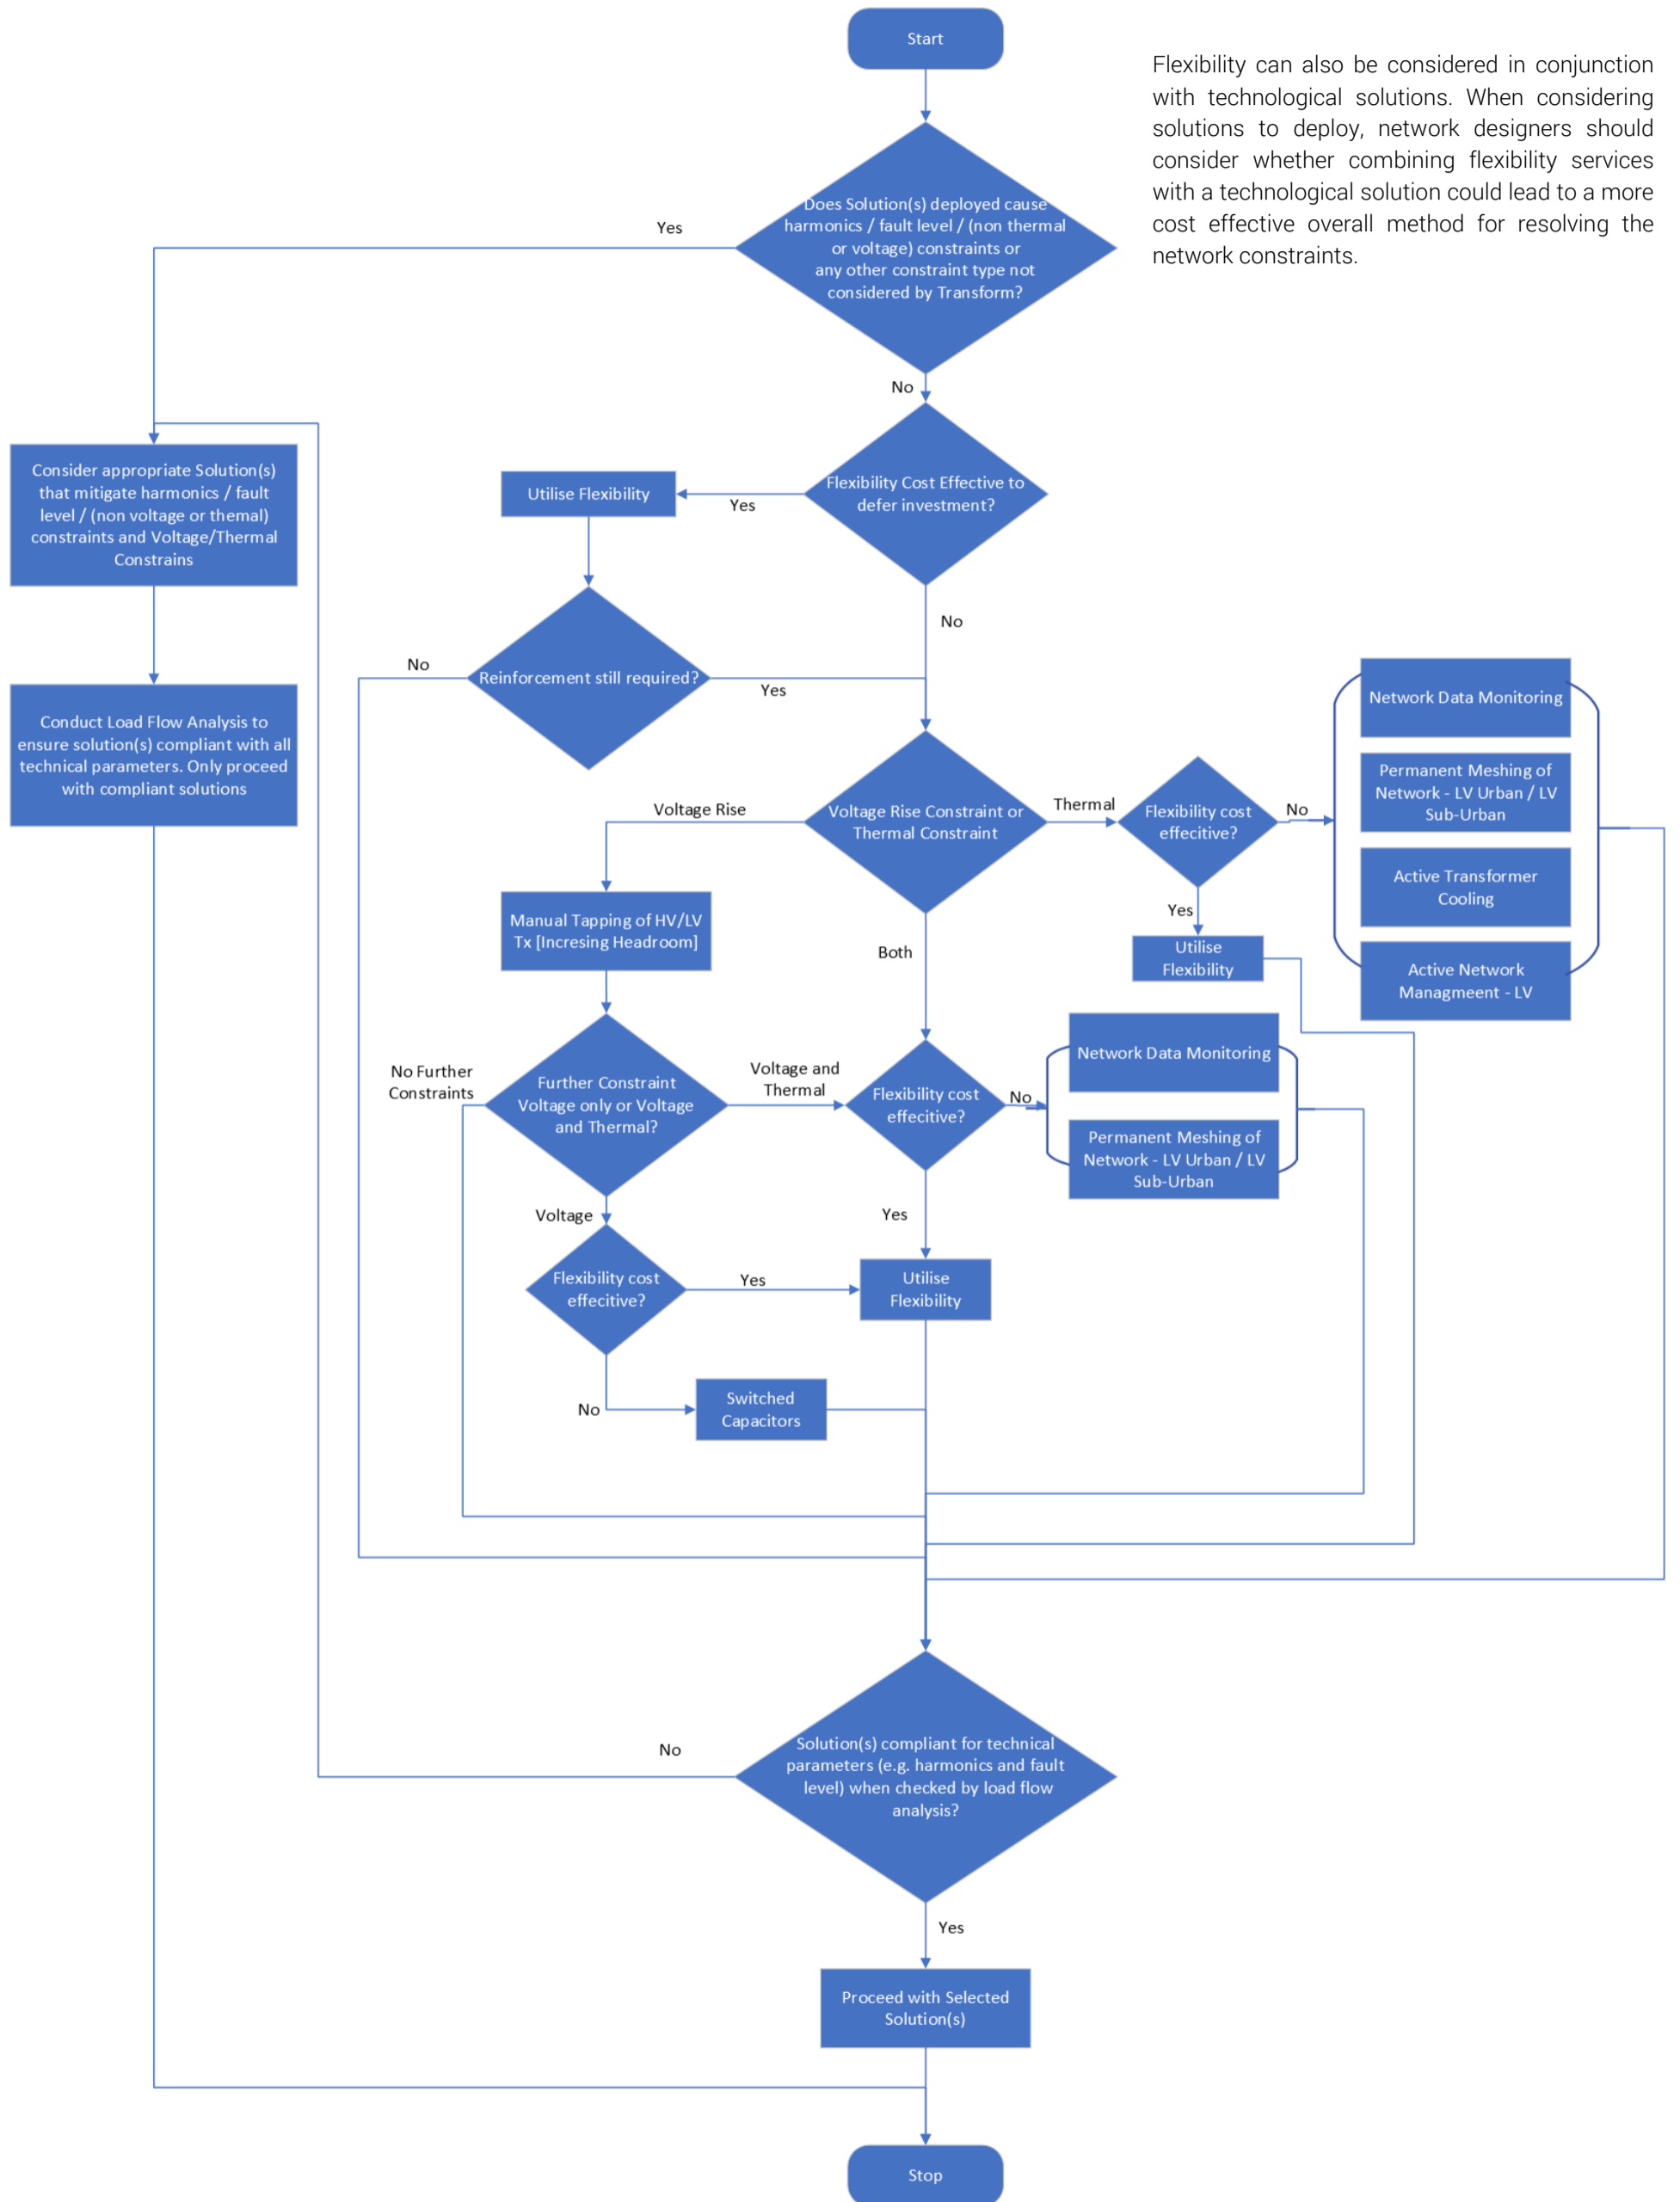 Start
Flexibility can also be considered in conjunction
with technological solutions. When considering
solutions to deploy, network designers should
consider whether combining flexibility services
with a technological solution could lead to a more
cost effective overall method for resolving the
network constraints.
Does Solution(s) deployed cause
harmonics / fault level / (non thermal
or voltage) constraints or
any other constraint type not
considered by Transform?
Yes
No
Consider appropriate Solution(s)
that mitigate harmonics / fault
level / (non voltage or themal)
constraints and Voltage/Thermal
Constrains
Utilise Flexibility
Yes
Flexibility Cost Effective to
defer investment?
No
No
Reinforcement still required?
Yes
Conduct Load Flow Analysis to
ensure solution(s) compliant with all
technical parameters. Only proceed
with compliant solutions
Voltage Rise
Voltage Rise Constraint or
Thermal Constraint
Thermal
Flexibility cost
effecitive?
No
Network Data Monitoring
Permanent Meshing of
Network - LV Urban / LV
Sub-Urban
Active Transformer
Cooling
Active Network
Managmeent - LV
Yes
Utilise
Flexibility
Manual Tapping of HV/LV
Tx [Incresing Headroom]
Both
No Further
Constraints
Further Constraint
Voltage only or Voltage
and Thermal?
Voltage and
Thermal
Flexibility cost
effecitive?
No
Network Data Monitoring
Permanent Meshing of
Network - LV Urban / LV
Sub-Urban
Voltage
Yes
Flexibility cost
effecitive?
Yes
Utilise
Flexibility
No
Switched
Capacitors
No
Solution(s) compliant for technical
parameters (e.g. harmonics and fault
level) when checked by load flow
analysis?
Yes
Proceed with Selected
Solution(s)
Stop